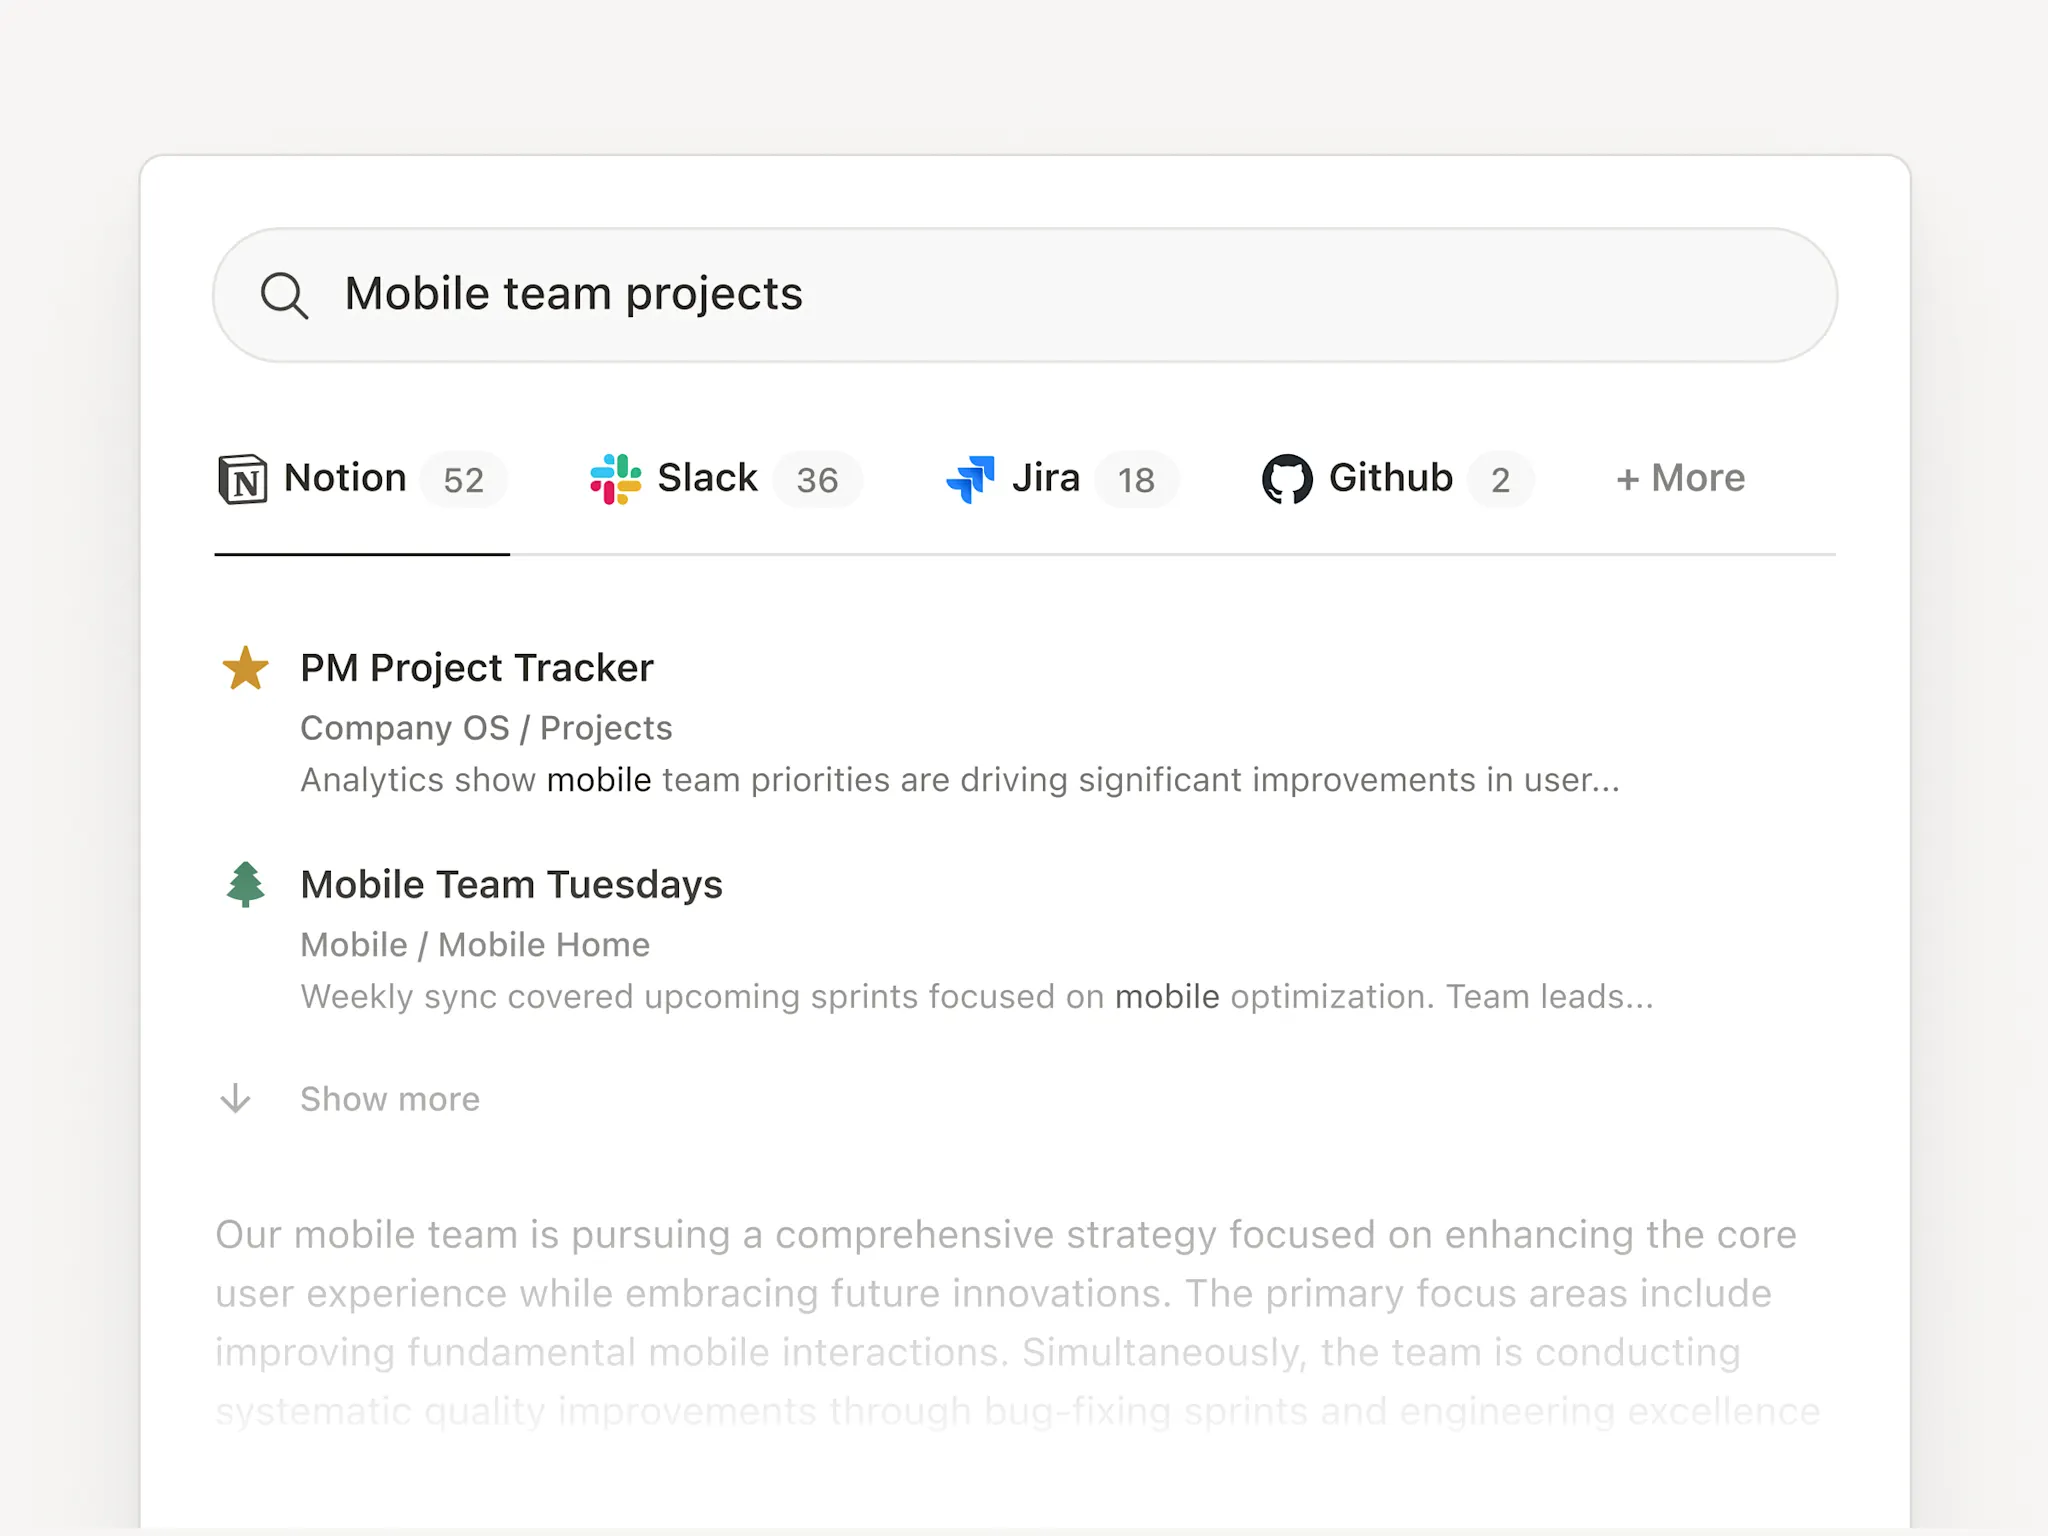 Mobile team projects
Notion 52 Slack 36 Jira 18 Github 2 + More
PM Project Tracker
Company OS / Projects
Analytics show mobile team priorities are driving significant improvements in user...
Mobile Team Tuesdays
Mobile / Mobile Home
Weekly sync covered upcoming sprints focused on mobile optimization. Team leads...
Show more
Our mobile team is pursuing a comprehensive strategy focused on enhancing the core
user experience while embracing future innovations. The primary focus areas include
improving fundamental mobile interactions. Simultaneously, the team is conducting
systematic quality improvements through bug-fixing sprints and engineering excellence